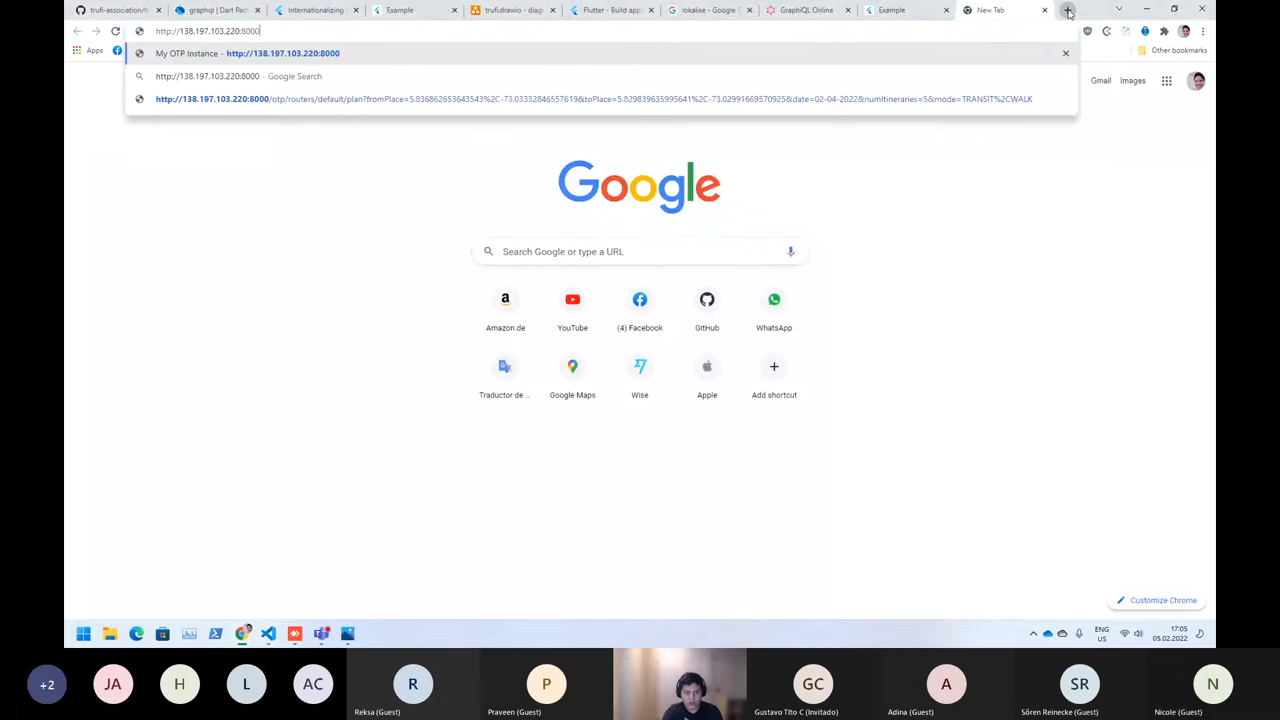 trufi-association/t
graphql | Dart Pack
Internationalizing
Example
trufi.drawio - diag
Flutter - Build apps
lokalise - Google S
GraphiQL Online
Example
New Tab
http://138.197.103.220:8000
Apps
Other bookmarks
My OTP Instance - http://138.197.103.220:8000
http://138.197.103.220:8000 - Google Search
http://138.197.103.220:8000/otp/routers/default/plan?fromPlace=5.836862653643543%2C-73.03332846557619&toPlace=5.829839635995641%2C-73.02991669570925&date=02-04-2022&numItineraries=5&mode=TRANSIT%2CWALK
Gmail Images
Google
Search Google or type a URL
Amazon.de YouTube (4) Facebook GitHub WhatsApp
Traductor de ... Google Maps Wise Apple Add shortcut
Customize Chrome
ENG
US
17:05
05.02.2022
+2 JA H L AC R P GC A SR N
Reksa (Guest) Praveen (Guest) Gustavo TIto C (Invitado) Adina (Guest) Sören Reinecke (Guest) Nicole (Guest)